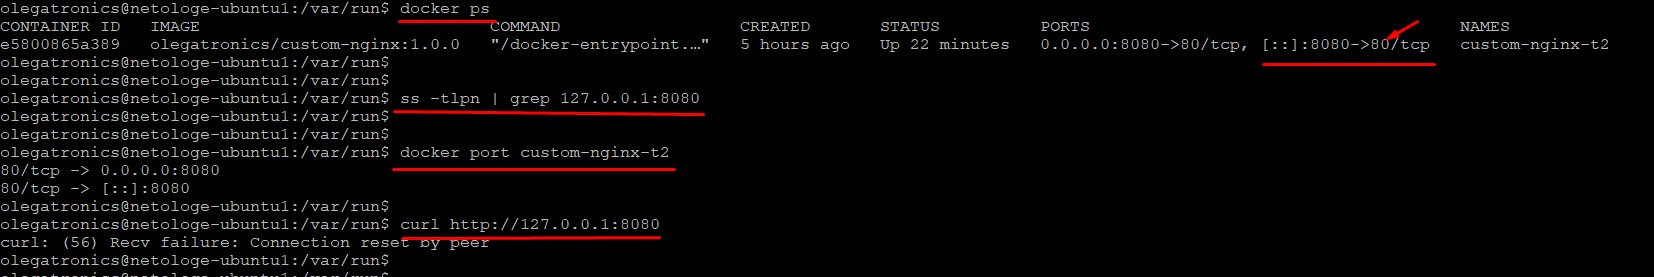 olegatronics@netologe-ubuntu1:/var/run$ docker ps
CONTAINER ID   IMAGE                             COMMAND                  CREATED       STATUS          PORTS                                     NAMES
e5800865a389   olegatronics/custom-nginx:1.0.0   "/docker-entrypoint.…"   5 hours ago   Up 22 minutes   0.0.0.0:8080->80/tcp, [::]:8080->80/tcp   custom-nginx-t2
olegatronics@netologe-ubuntu1:/var/run$
olegatronics@netologe-ubuntu1:/var/run$
olegatronics@netologe-ubuntu1:/var/run$ ss -tlpn | grep 127.0.0.1:8080
olegatronics@netologe-ubuntu1:/var/run$
olegatronics@netologe-ubuntu1:/var/run$
olegatronics@netologe-ubuntu1:/var/run$ docker port custom-nginx-t2
80/tcp -> 0.0.0.0:8080
80/tcp -> [::]:8080
olegatronics@netologe-ubuntu1:/var/run$
olegatronics@netologe-ubuntu1:/var/run$ curl http://127.0.0.1:8080
curl: (56) Recv failure: Connection reset by peer
olegatronics@netologe-ubuntu1:/var/run$
olegatronics@netologe-ubuntu1:/var/run$